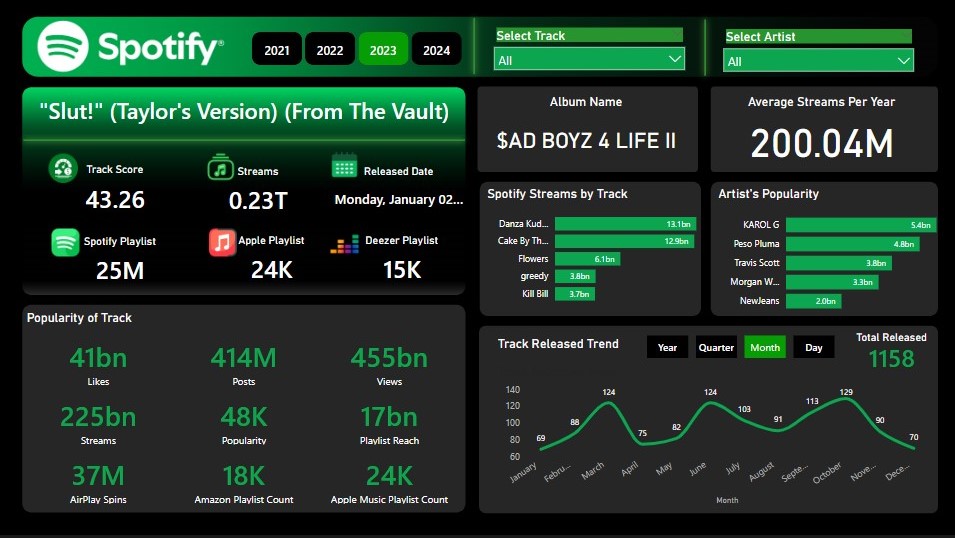 Spotify®
2021 2022 2023 2024
Select Track
All
Select Artist
All
"Slut!" (Taylor's Version) (From The Vault)
Track Score
43.26
Streams
0.23T
Released Date
Monday, January 02...
Spotify Playlist
25M
Apple Playlist
24K
Deezer Playlist
15K
Album Name
$AD BOYZ 4 LIFE II
Average Streams Per Year
200.04M
Spotify Streams by Track
Danza Kud... 13.1bn
Cake By Th... 12.9bn
Flowers 6.1bn
greedy 3.8bn
Kill Bill 3.7bn
Artist's Popularity
KAROL G 5.4bn
Peso Pluma 4.8bn
Travis Scott 3.8bn
Morgan W... 3.3bn
NewJeans 2.0bn
Popularity of Track
41bn 414M 455bn
Likes Posts Views
225bn 48K 17bn
Streams Popularity Playlist Reach
37M 18K 24K
AirPlay Spins Amazon Playlist Count Apple Music Playlist Count
Track Released Trend
Year Quarter Month Day
Total Released
1158
140
120
100
80
60
69 88 124 75 82 124 103 91 113 129 90 70
January Febru... March April May June July August Septe... October Nove... Dece...
Month